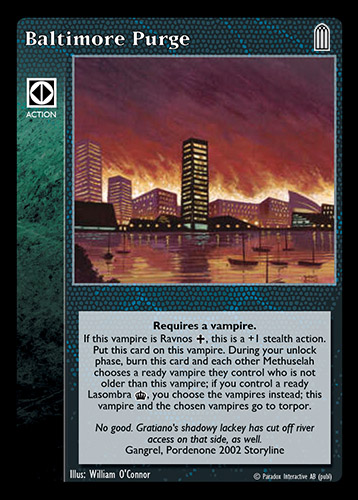 Baltimore Purge
ACTION
Requires a vampire.
If this vampire is Ravnos, this is a +1 stealth action.
Put this card on this vampire. During your unlock
phase, burn this card and each other Methuselah
chooses a ready vampire they control who is not
older than this vampire; if you control a ready
Lasombra, you choose the vampires instead; this
vampire and the chosen vampires go to torpor.
No good. Gratiano's shadowy lackey has cut off river
access on that side, as well.
Gangrel, Pordenone 2002 Storyline
Illus: William O'Connor
© Paradox Interactive AB (publ)